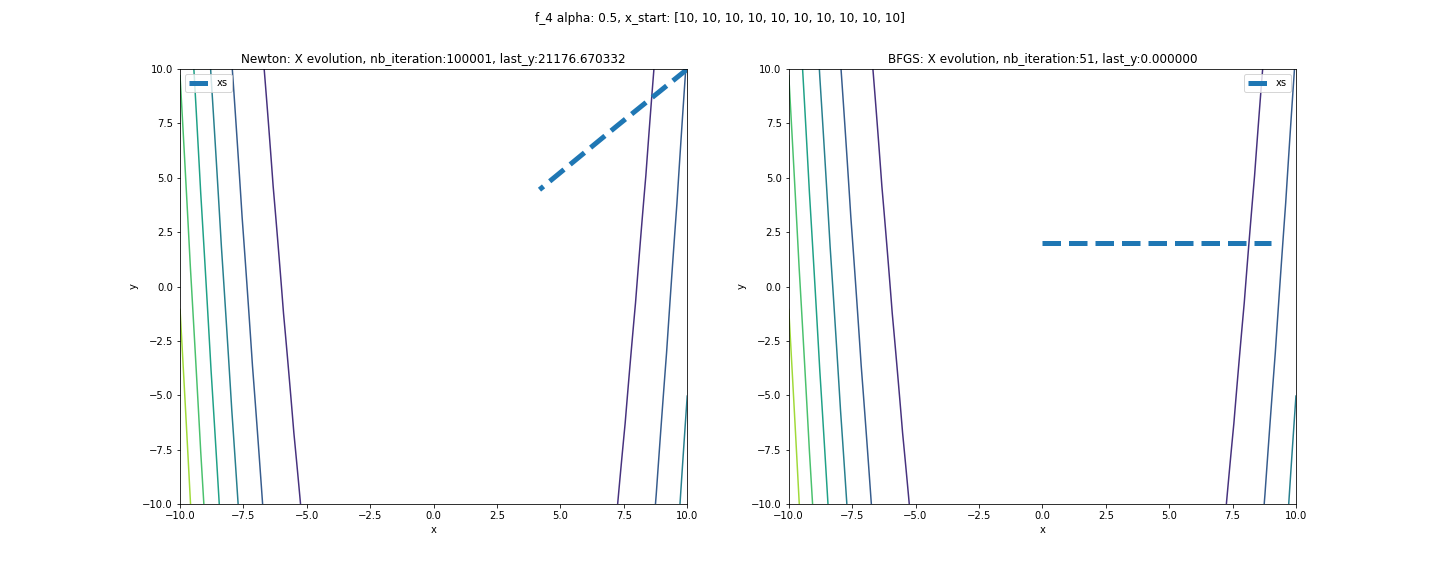 f_4 alpha: 0.5, x_start: [10, 10, 10, 10, 10, 10, 10, 10, 10, 10]
Newton: X evolution, nb_iteration:100001, last_y:21176.670332
xs
10.0
7.5
5.0
2.5
0.0
−2.5
−5.0
−7.5
−10.0
y
−10.0 −7.5 −5.0 −2.5 0.0 2.5 5.0 7.5 10.0
x
BFGS: X evolution, nb_iteration:51, last_y:0.000000
xs
10.0
7.5
5.0
2.5
0.0
−2.5
−5.0
−7.5
−10.0
y
−10.0 −7.5 −5.0 −2.5 0.0 2.5 5.0 7.5 10.0
x